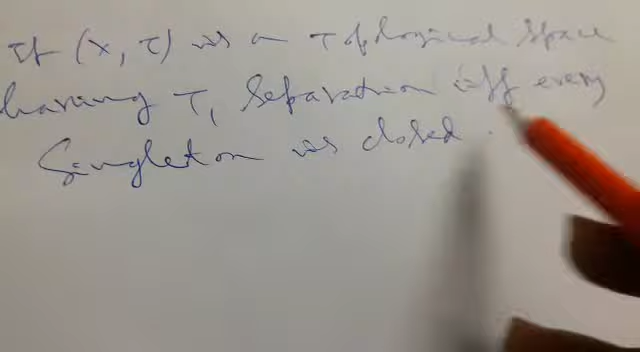 If (X, τ) is a Topological Space
having T₁ Separation iff every
Singleton is closed.